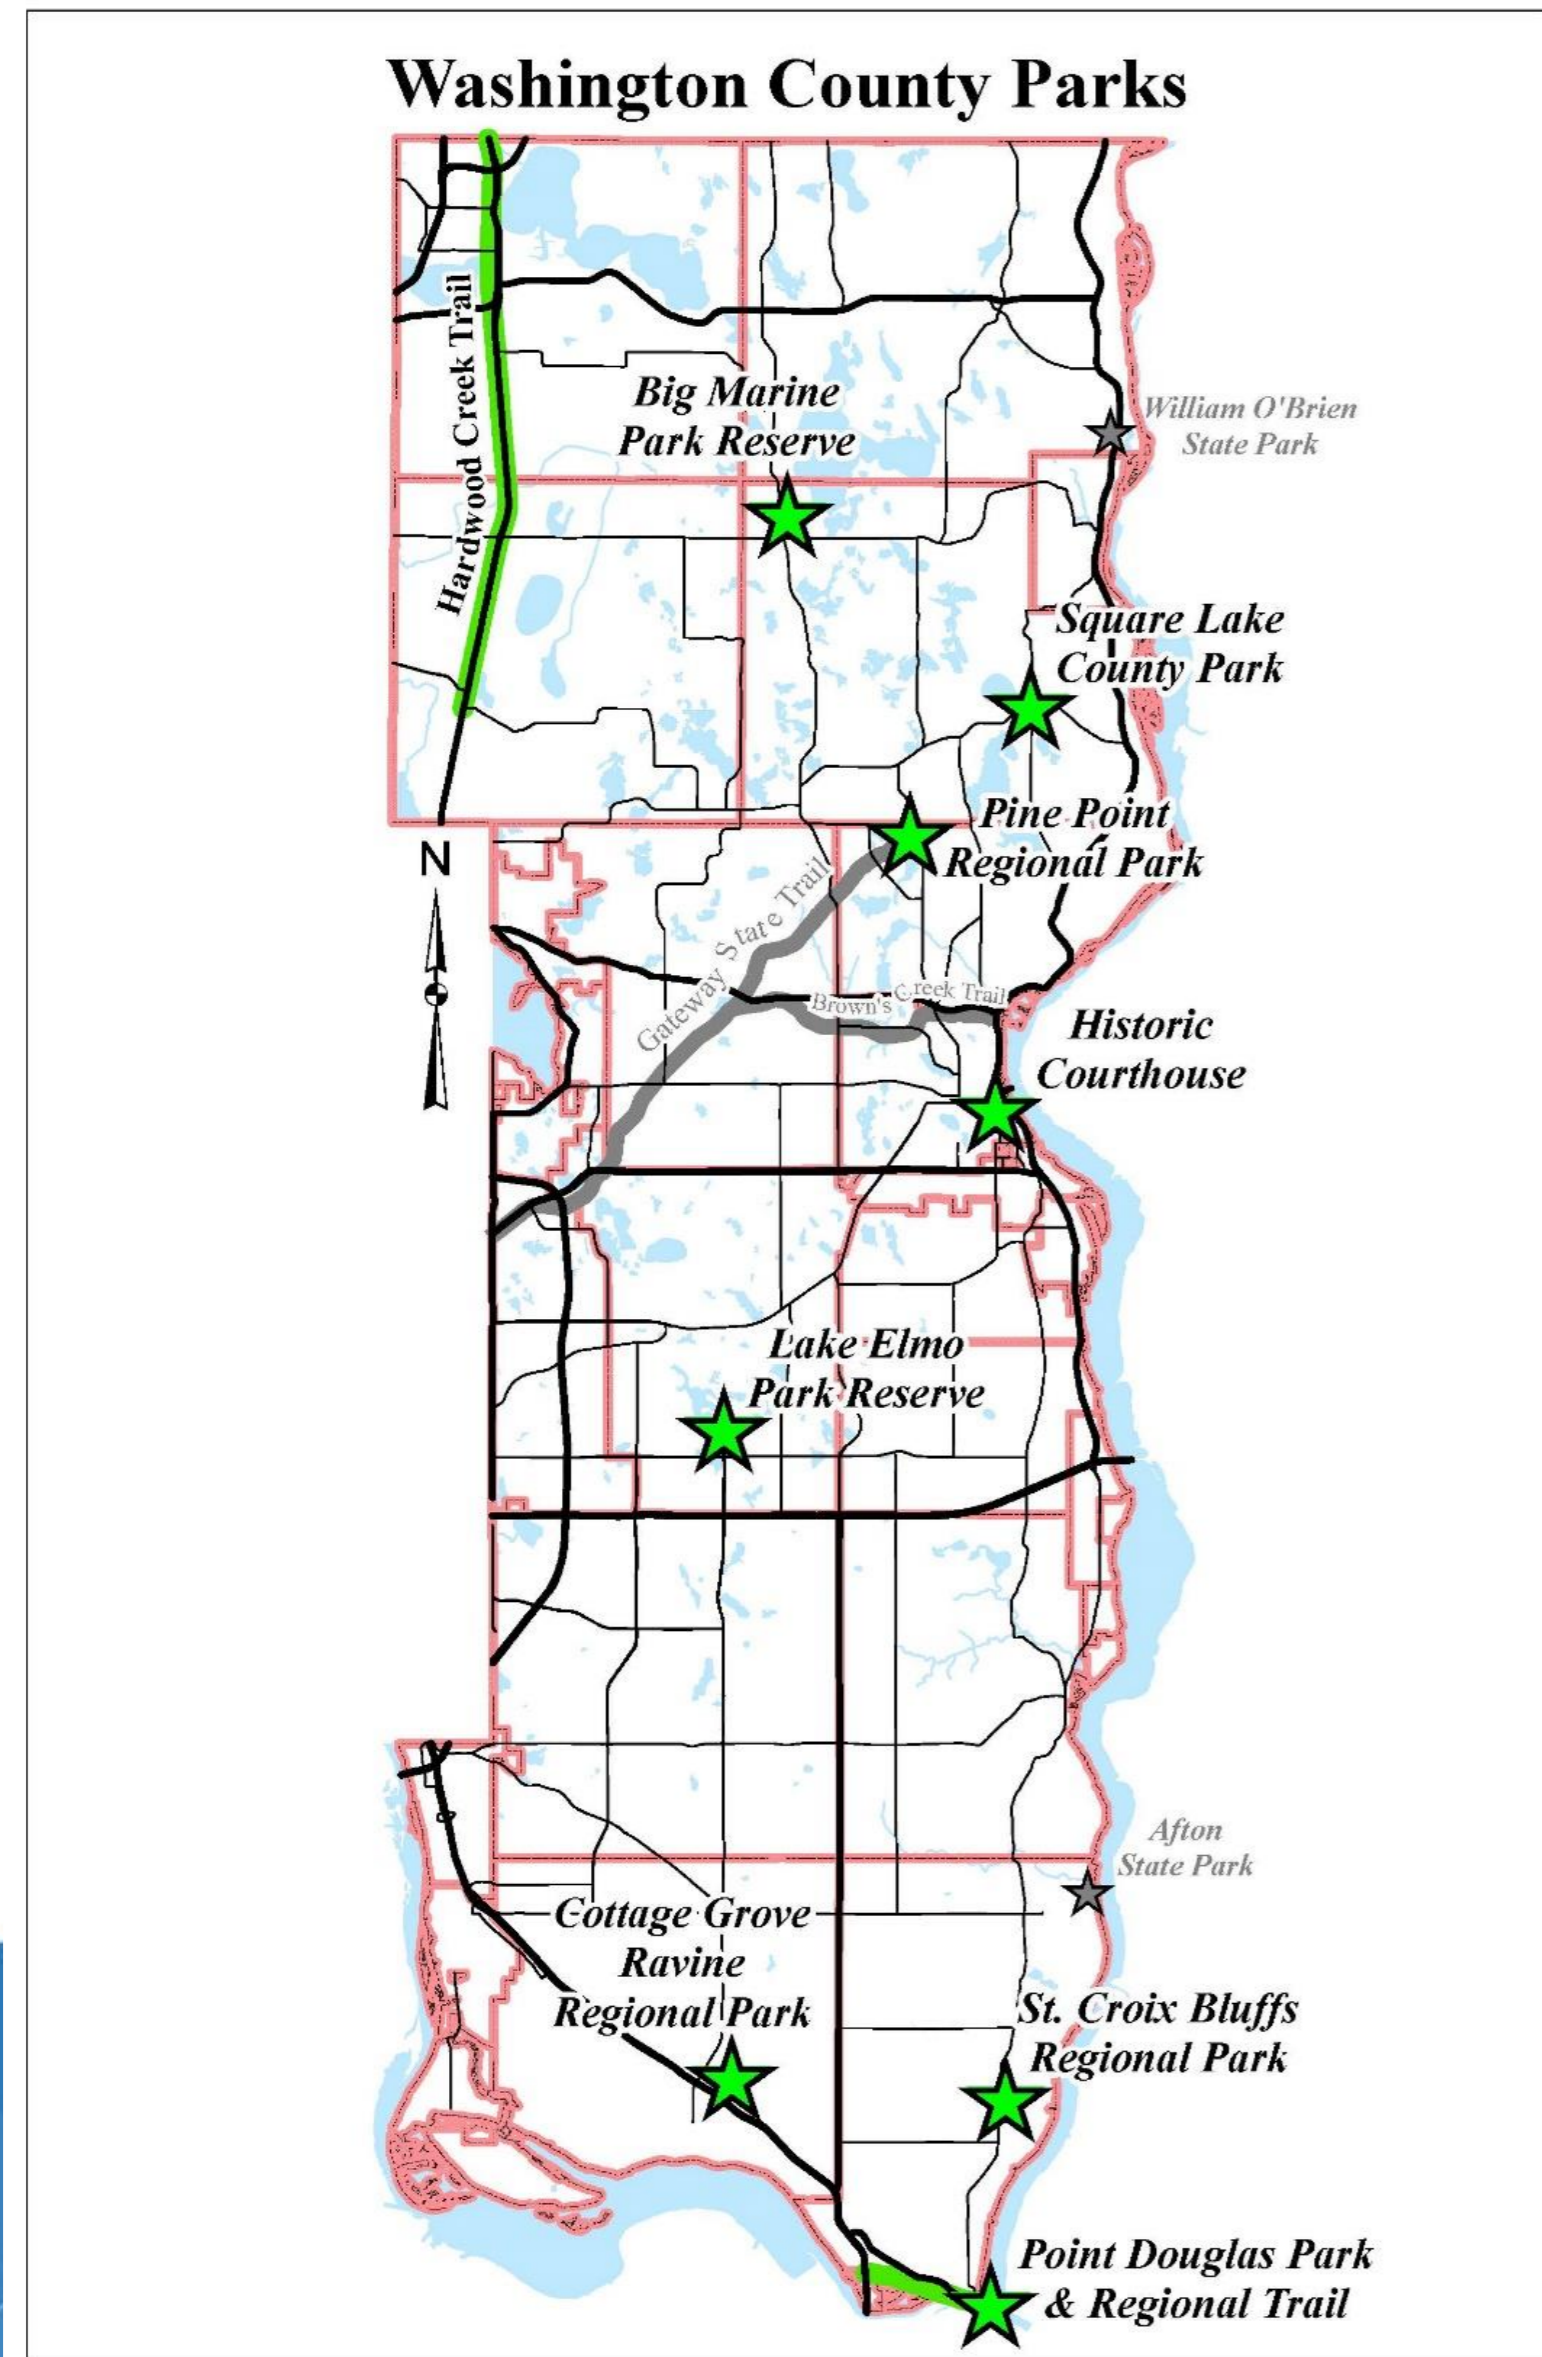 Washington County Parks
Hardwood Creek Trail
Big Marine
Park Reserve
William O'Brien
State Park
Square Lake
County Park
Pine Point
Regional Park
N
Gateway State Trail
Brown's Creek Trail
Historic
Courthouse
Lake Elmo
Park Reserve
Afton
State Park
Cottage Grove
Ravine
Regional Park
St. Croix Bluffs
Regional Park
Point Douglas Park
& Regional Trail